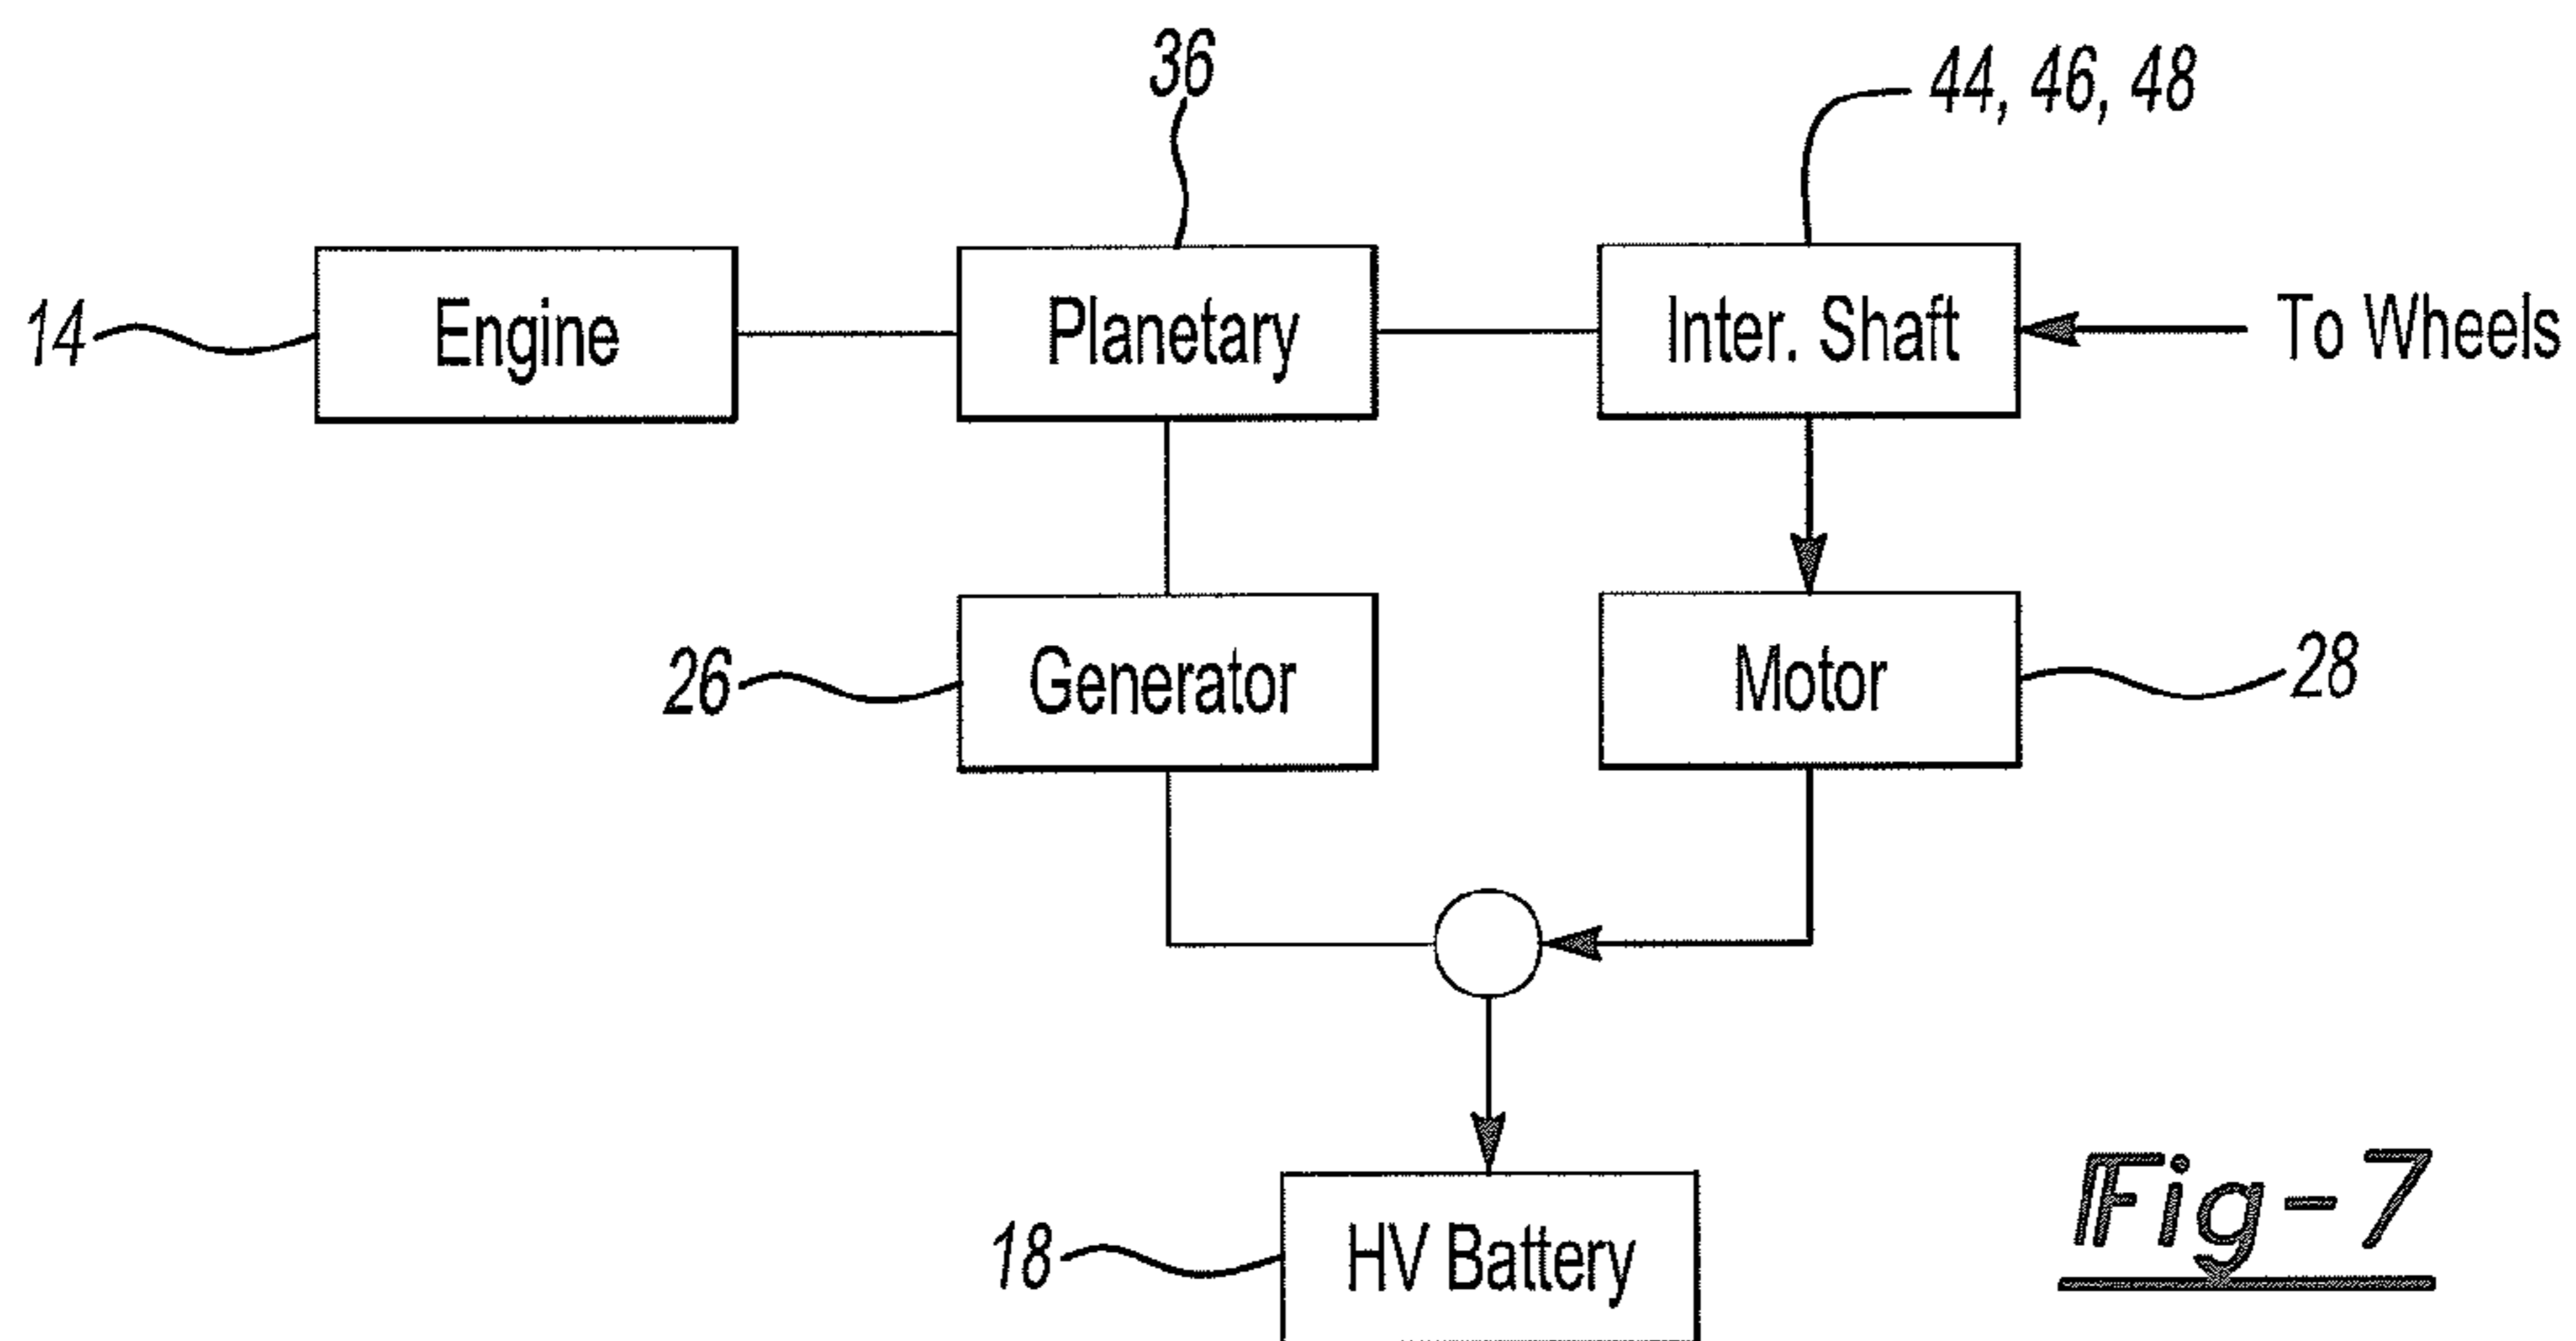 36
44, 46, 48
14
Engine
Planetary
Inter. Shaft
To Wheels
26
Generator
Motor
28
18
HV Battery
Fig-7